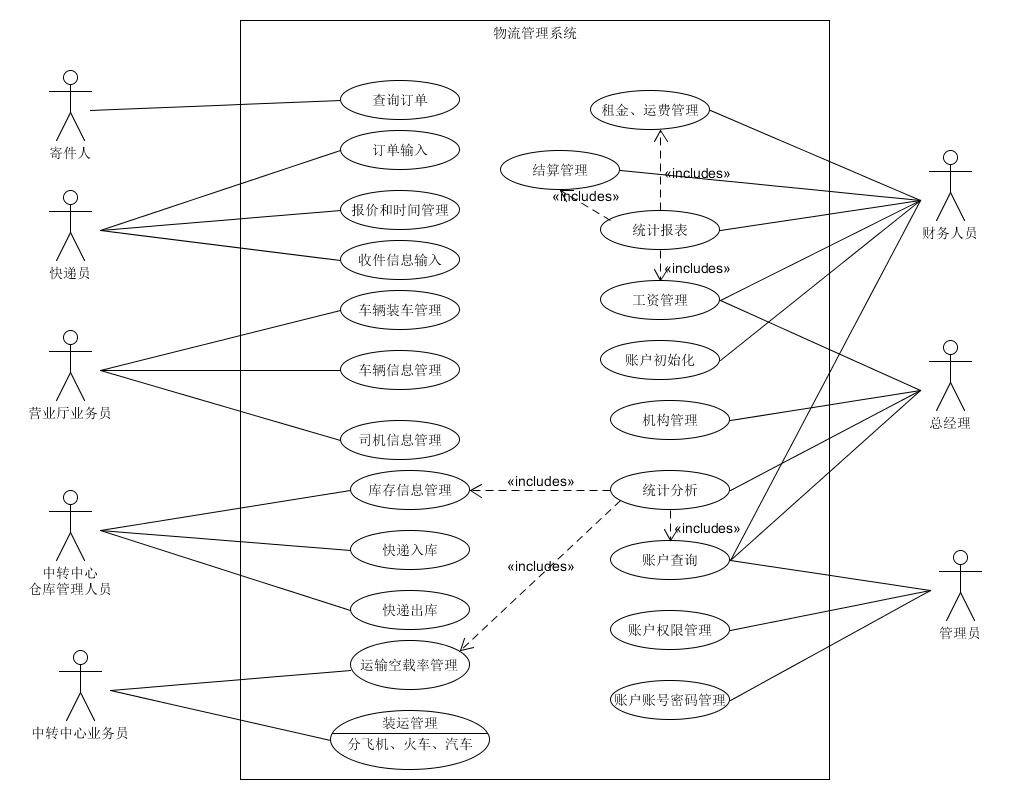 物流管理系统
查询订单
租金、运费管理
寄件人
订单输入
结算管理
«includes»
«includes»
报价和时间管理
统计报表
财务人员
快递员
收件信息输入
«includes»
车辆装车管理
工资管理
车辆信息管理
账户初始化
营业厅业务员
机构管理
总经理
司机信息管理
库存信息管理
«includes»
统计分析
«includes»
快递入库
账户查询
中转中心
仓库管理人员
«includes»
快递出库
账户权限管理
管理员
运输空载率管理
账户账号密码管理
中转中心业务员
装运管理
分飞机、火车、汽车